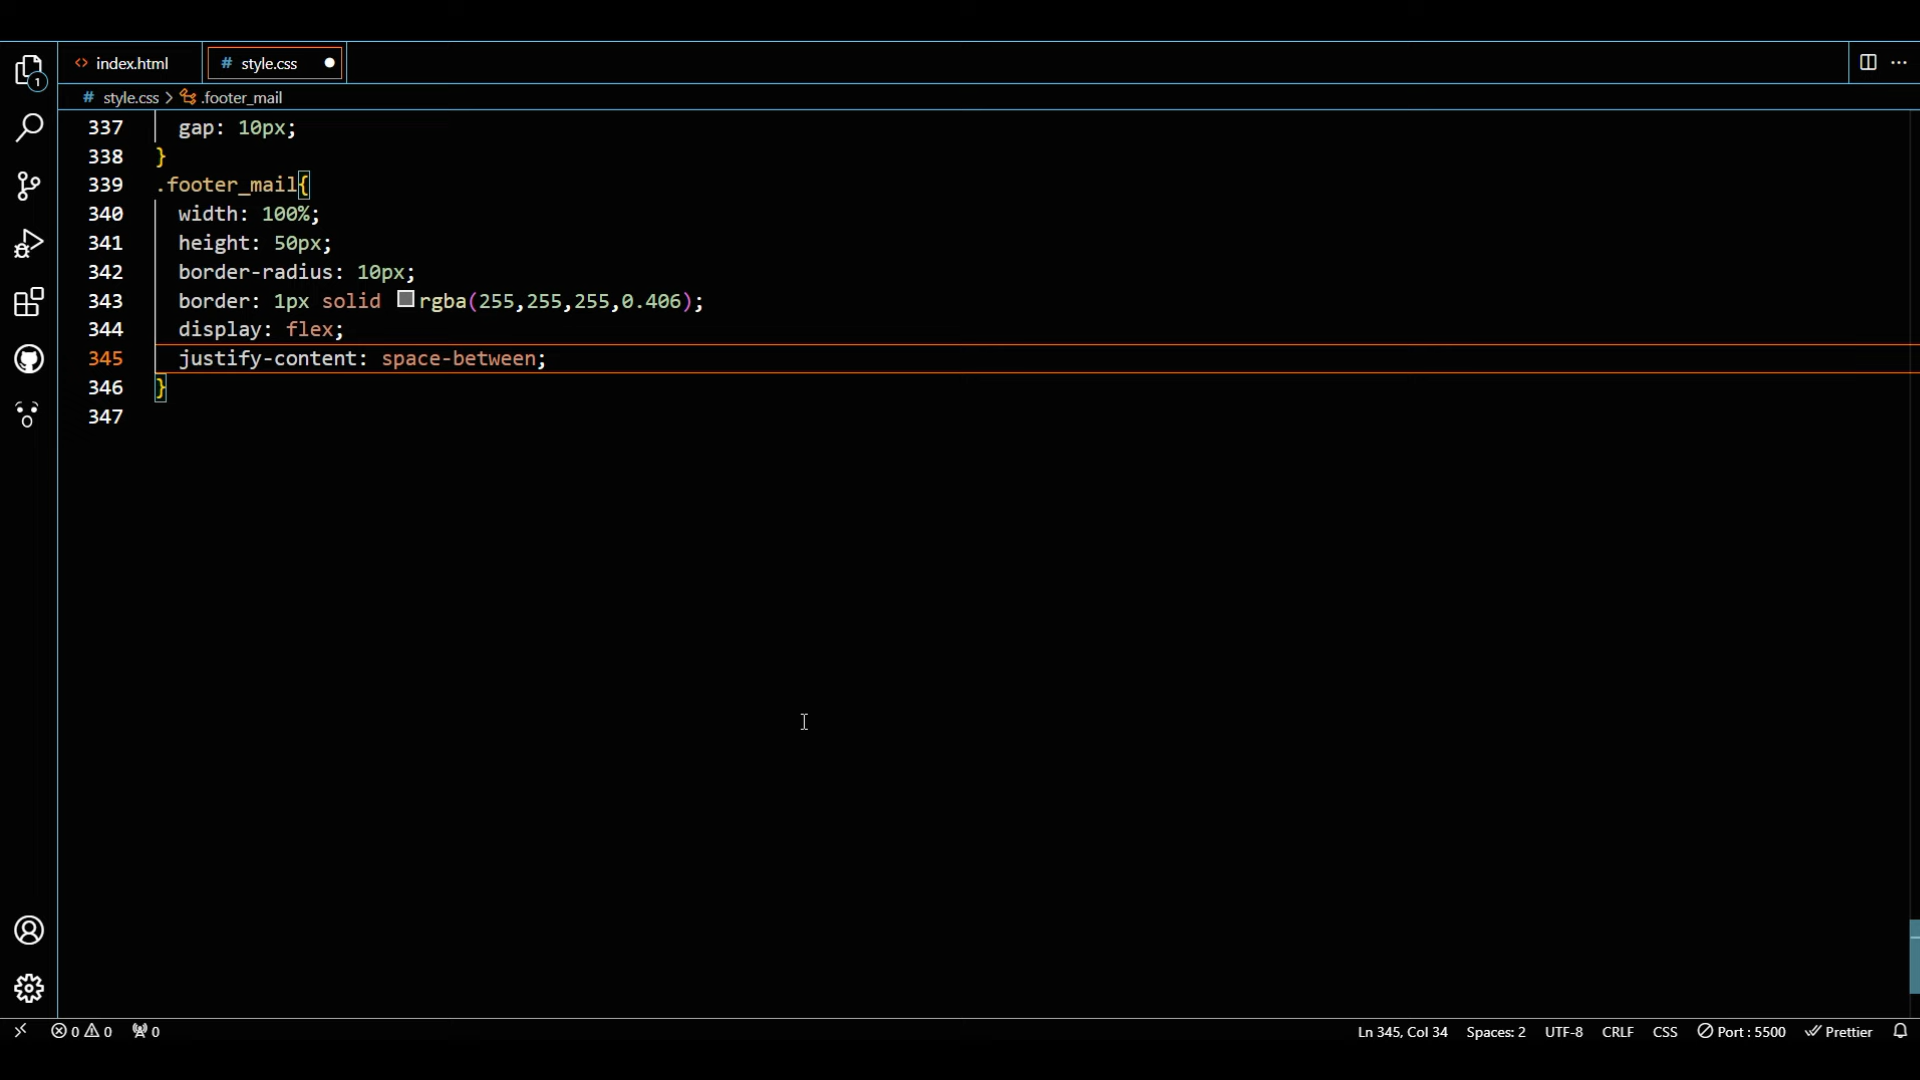 index.html
style.css
style.css
.footer_mail
337 gap: 10px;
338 }
339 .footer_mail{
340 width: 100%;
341 height: 50px;
342 border-radius: 10px;
343 border: 1px solid rgba(255,255,255,0.406);
344 display: flex;
345 justify-content: space-between;
346 }
347
1
0 0 0
Ln 345, Col 34
Spaces: 2
UTF-8
CRLF
CSS
Port : 5500
Prettier